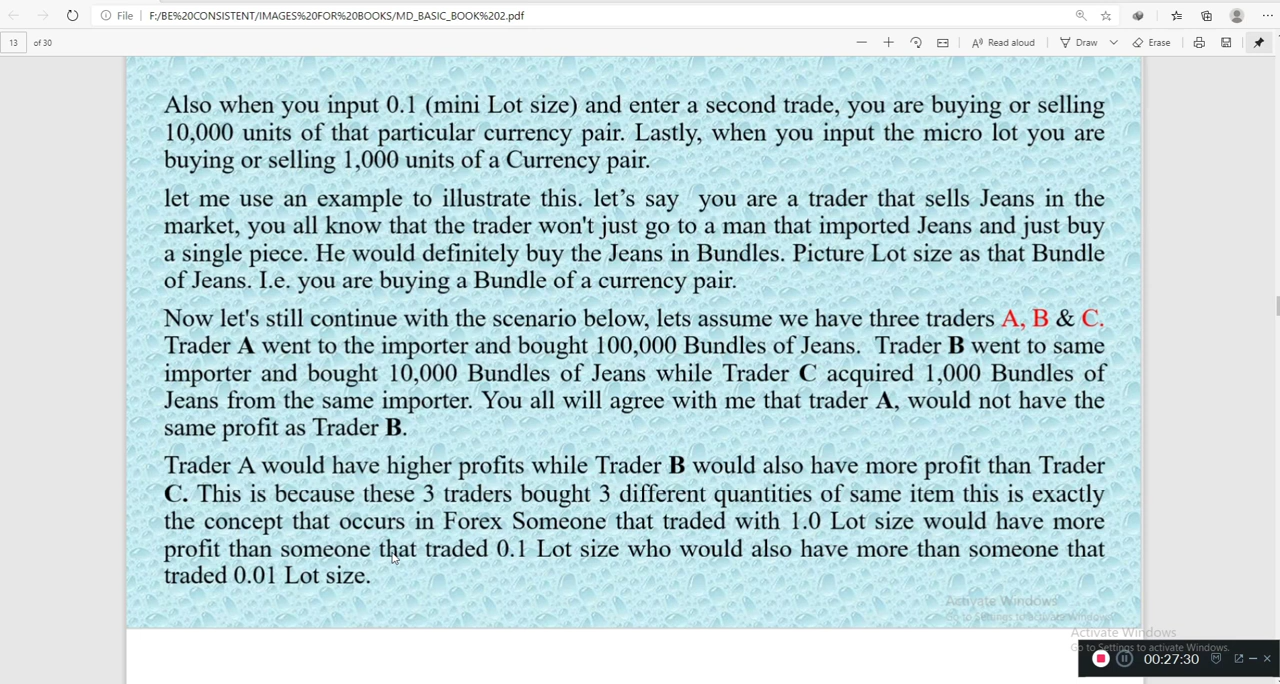 File
F:/BE%20CONSISTENT/IMAGES%20FOR%20BOOKS/MD_BASIC_BOOK%202.pdf
13 of 30
Read aloud
Draw
Erase
Also when you input 0.1 (mini Lot size) and enter a second trade, you are buying or selling
10,000 units of that particular currency pair. Lastly, when you input the micro lot you are
buying or selling 1,000 units of a Currency pair.
let me use an example to illustrate this. let’s say you are a trader that sells Jeans in the
market, you all know that the trader won't just go to a man that imported Jeans and just buy
a single piece. He would definitely buy the Jeans in Bundles. Picture Lot size as that Bundle
of Jeans. I.e. you are buying a Bundle of a currency pair.
Now let's still continue with the scenario below, lets assume we have three traders A, B & C.
Trader A went to the importer and bought 100,000 Bundles of Jeans. Trader B went to same
importer and bought 10,000 Bundles of Jeans while Trader C acquired 1,000 Bundles of
Jeans from the same importer. You all will agree with me that trader A, would not have the
same profit as Trader B.
Trader A would have higher profits while Trader B would also have more profit than Trader
C. This is because these 3 traders bought 3 different quantities of same item this is exactly
the concept that occurs in Forex Someone that traded with 1.0 Lot size would have more
profit than someone that traded 0.1 Lot size who would also have more than someone that
traded 0.01 Lot size.
Activate Windows
Go to Settings to activate Windows.
Activate Windows
Go to Settings to activate Windows.
00:27:30